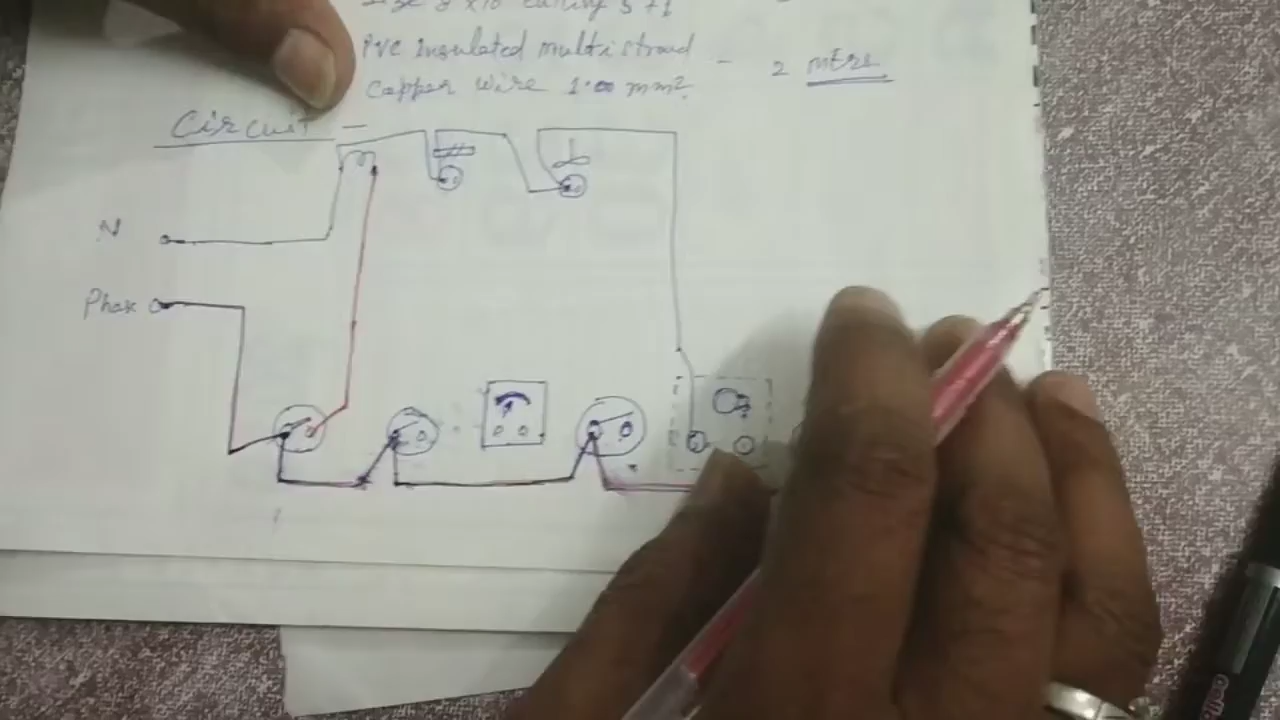 PVC Insulated multistrand
Copper wire 1.00 mm². - 2 mtrs.
Circuit -
N
Phase